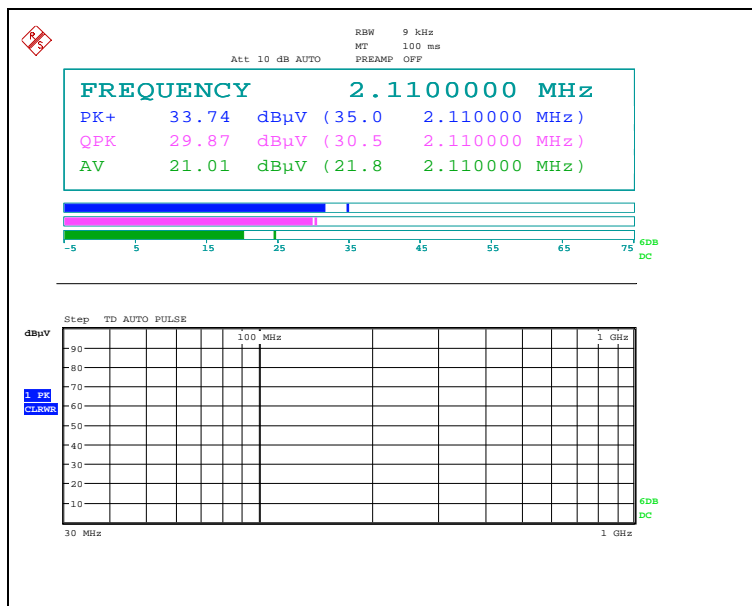 R
S
RBW 9 kHz
MT 100 ms
Att 10 dB AUTO PREAMP OFF
FREQUENCY 2.1100000 MHz
PK+ 33.74 dBµV (35.0 2.110000 MHz)
QPK 29.87 dBµV (30.5 2.110000 MHz)
AV 21.01 dBµV (21.8 2.110000 MHz)
-5 5 15 25 35 45 55 65 75
6DB
DC
Step TD AUTO PULSE
dBµV
100 MHz 1 GHz
90
80
70
1 PK
CLRWR
60
50
40
30
20
10
6DB
DC
30 MHz 1 GHz